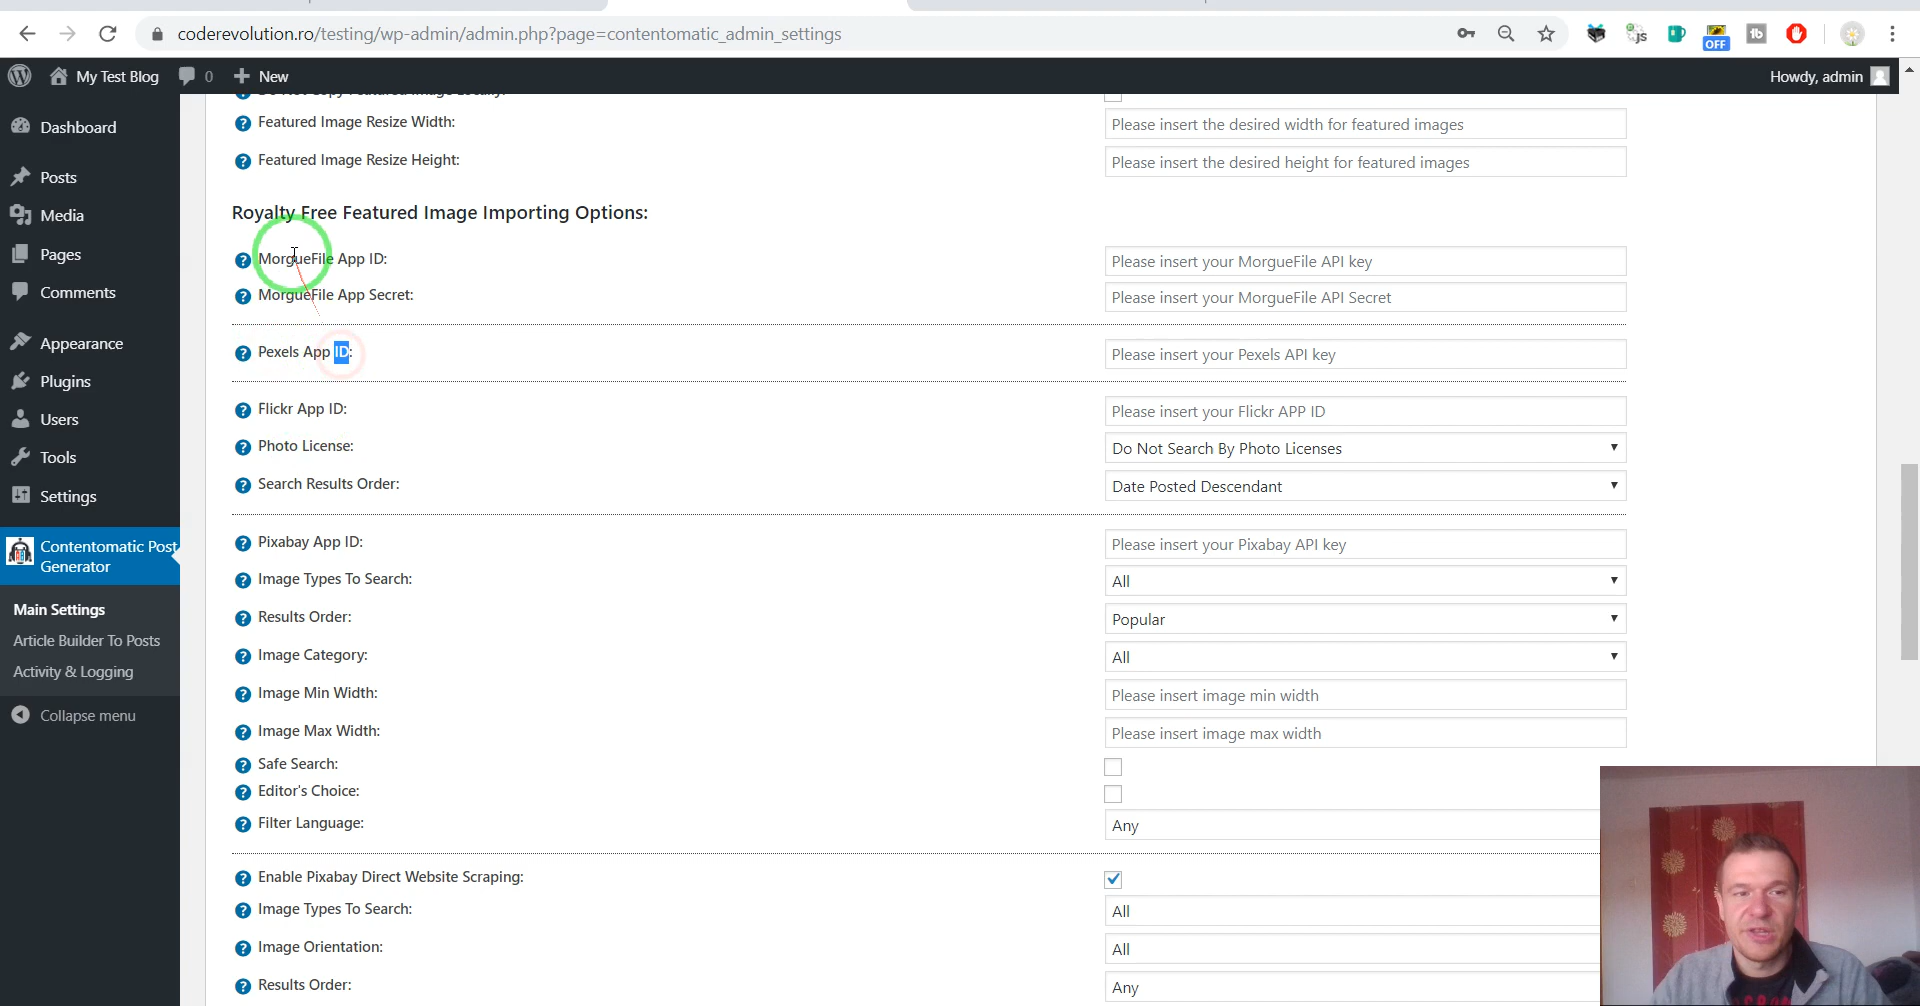 coderevolution.ro/testing/wp-admin/admin.php?page=contentomatic_admin_settings
js
OFF
tb
My Test Blog
0
New
Howdy, admin
Dashboard
Posts
Media
Pages
Comments
Appearance
Plugins
Users
Tools
Settings
Contentomatic Post
Generator
Main Settings
Article Builder To Posts
Activity & Logging
Collapse menu
Do Not Copy Featured Image Locally:
Featured Image Resize Width:
Please insert the desired width for featured images
Featured Image Resize Height:
Please insert the desired height for featured images
Royalty Free Featured Image Importing Options:
MorgueFile App ID:
Please insert your MorgueFile API key
MorgueFile App Secret:
Please insert your MorgueFile API Secret
Pexels App ID:
Please insert your Pexels API key
Flickr App ID:
Please insert your Flickr APP ID
Photo License:
Do Not Search By Photo Licenses
Search Results Order:
Date Posted Descendant
Pixabay App ID:
Please insert your Pixabay API key
Image Types To Search:
All
Results Order:
Popular
Image Category:
All
Image Min Width:
Please insert image min width
Image Max Width:
Please insert image max width
Safe Search:
Editor's Choice:
Filter Language:
Any
Enable Pixabay Direct Website Scraping:
Image Types To Search:
All
Image Orientation:
All
Results Order:
Any